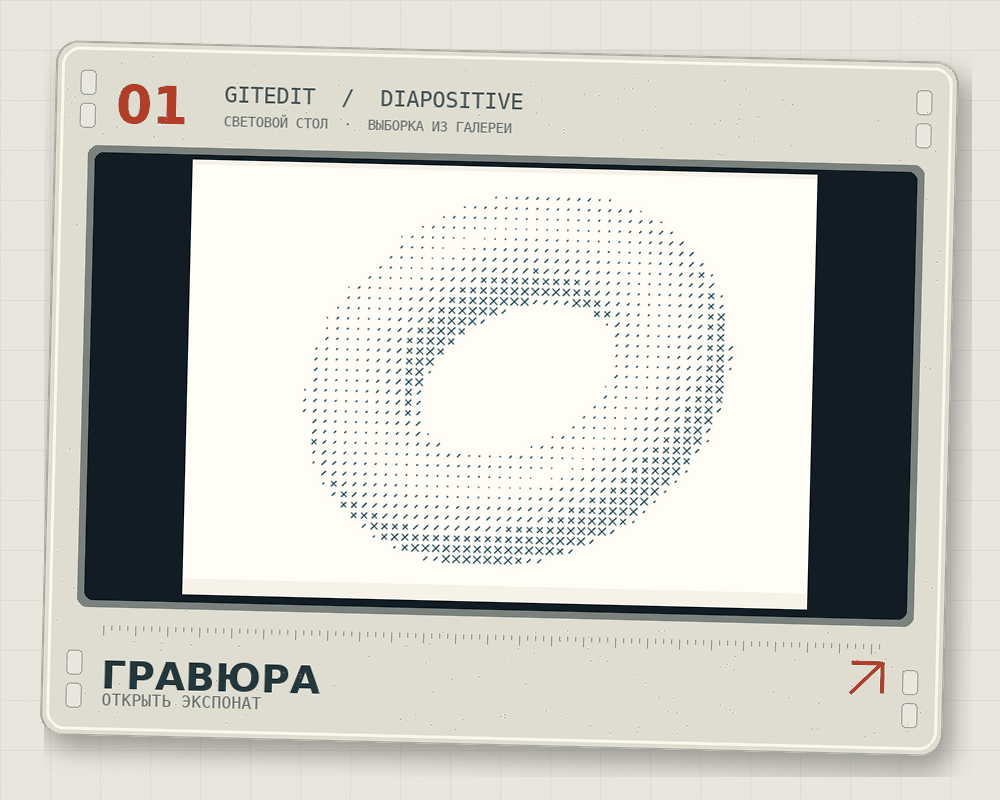 01
GITEDIT / DIAPOSITIVE
СВЕТОВОЙ СТОЛ · ВЫБОРКА ИЗ ГАЛЕРЕИ
ГРАВЮРА
ОТКРЫТЬ ЭКСПОНАТ